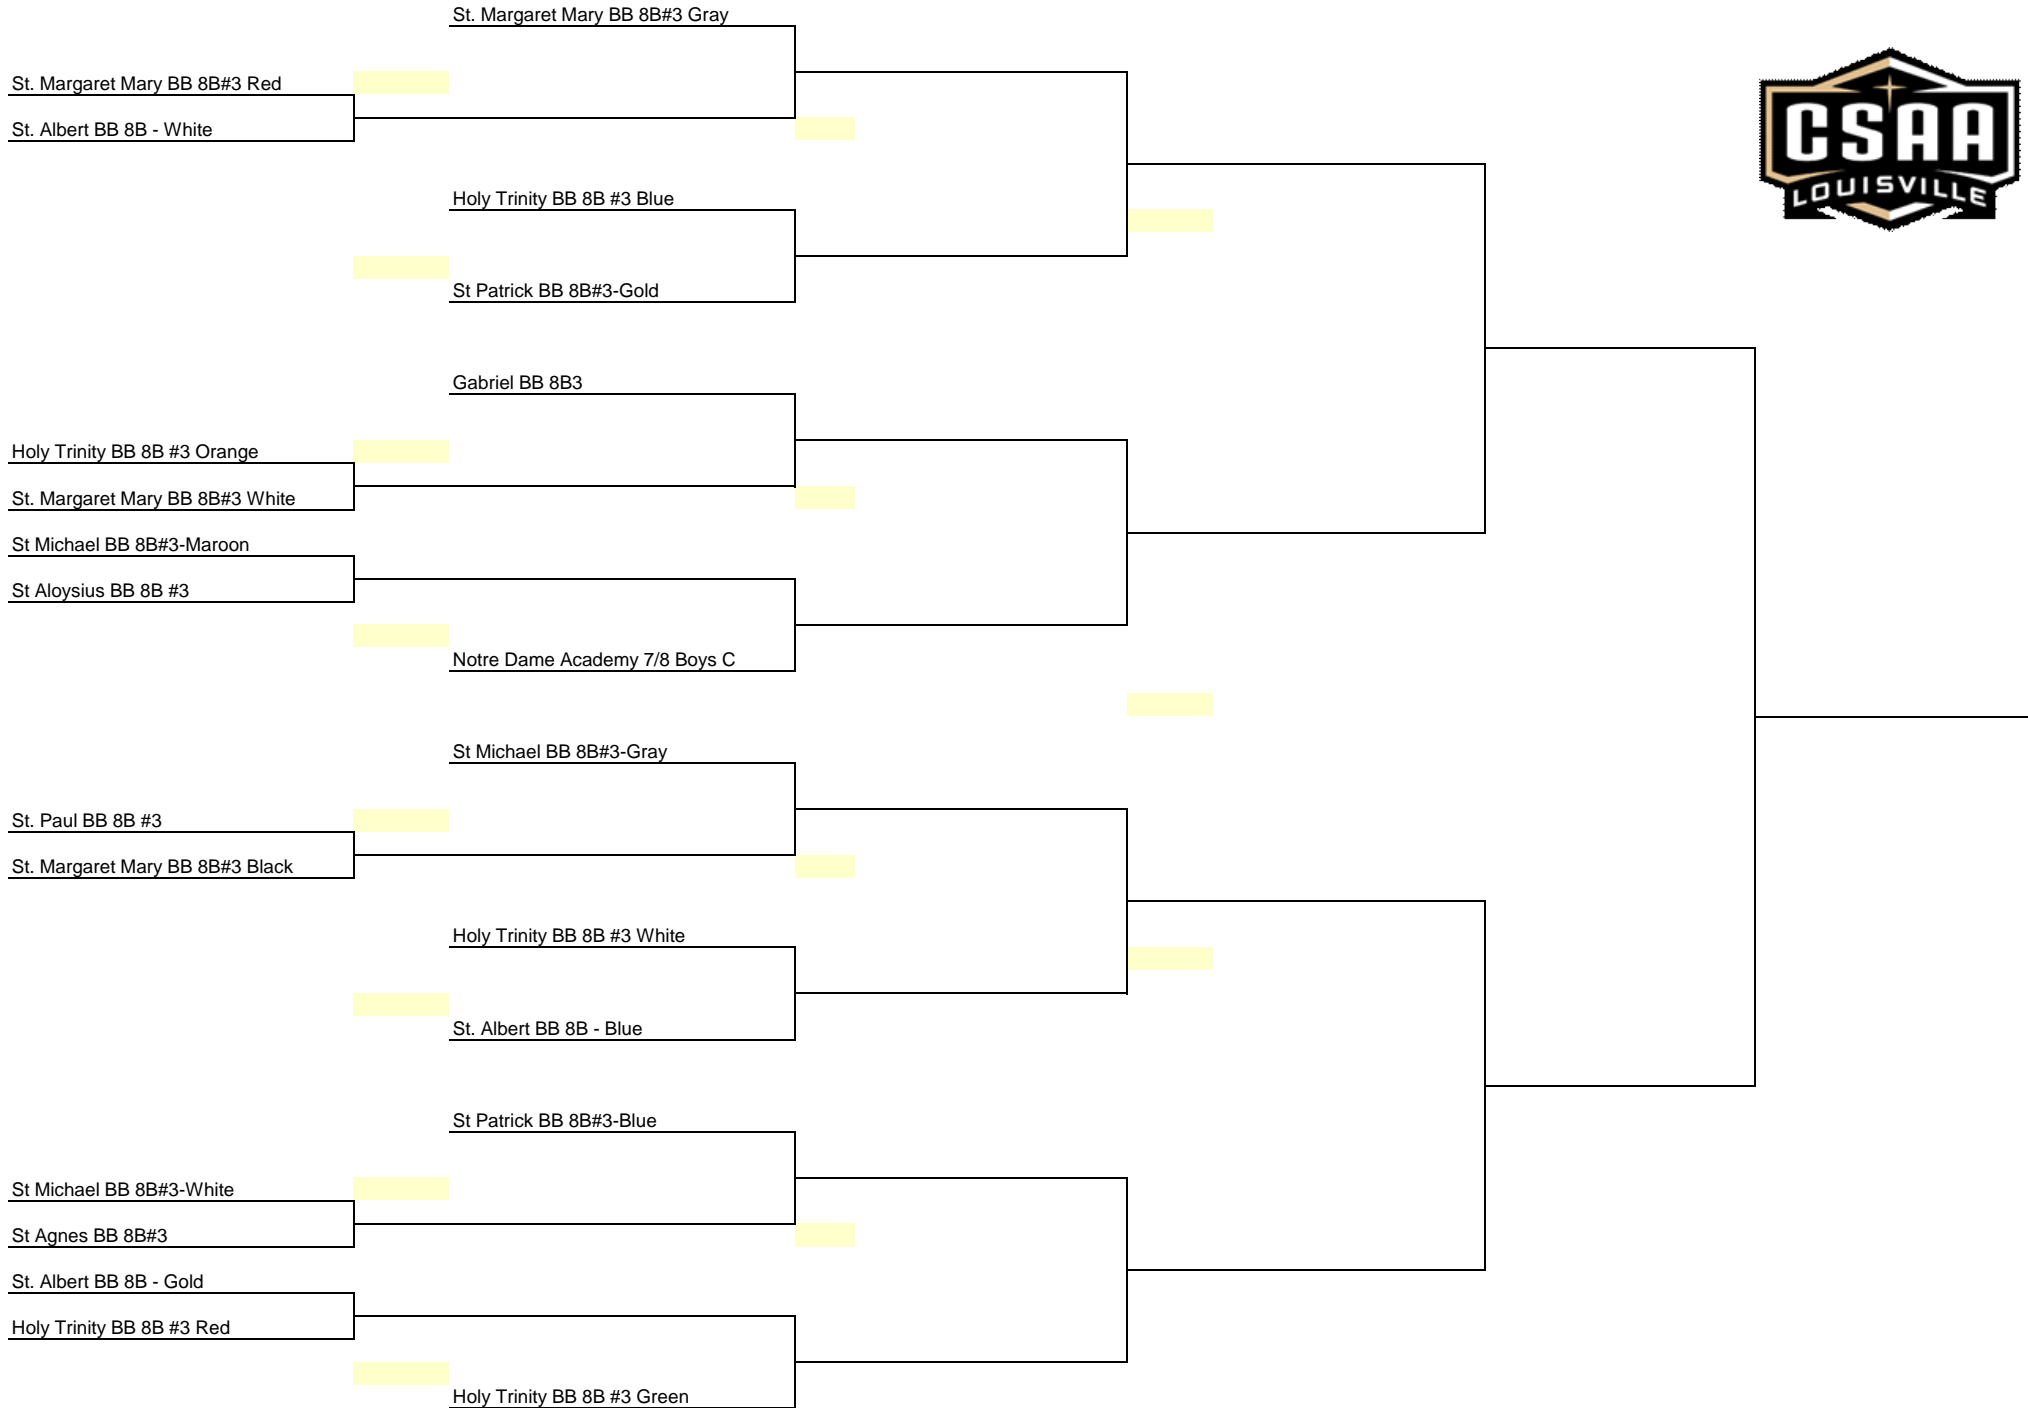 St. Margaret Mary BB 8B#3 Gray
St. Margaret Mary BB 8B#3 Red
St. Albert BB 8B - White
CSAA
LOUISVILLE
Holy Trinity BB 8B #3 Blue
St Patrick BB 8B#3-Gold
Gabriel BB 8B3
Holy Trinity BB 8B #3 Orange
St. Margaret Mary BB 8B#3 White
St Michael BB 8B#3-Maroon
St Aloysius BB 8B #3
Notre Dame Academy 7/8 Boys C
St Michael BB 8B#3-Gray
St. Paul BB 8B #3
St. Margaret Mary BB 8B#3 Black
Holy Trinity BB 8B #3 White
St. Albert BB 8B - Blue
St Patrick BB 8B#3-Blue
St Michael BB 8B#3-White
St Agnes BB 8B#3
St. Albert BB 8B - Gold
Holy Trinity BB 8B #3 Red
Holy Trinity BB 8B #3 Green